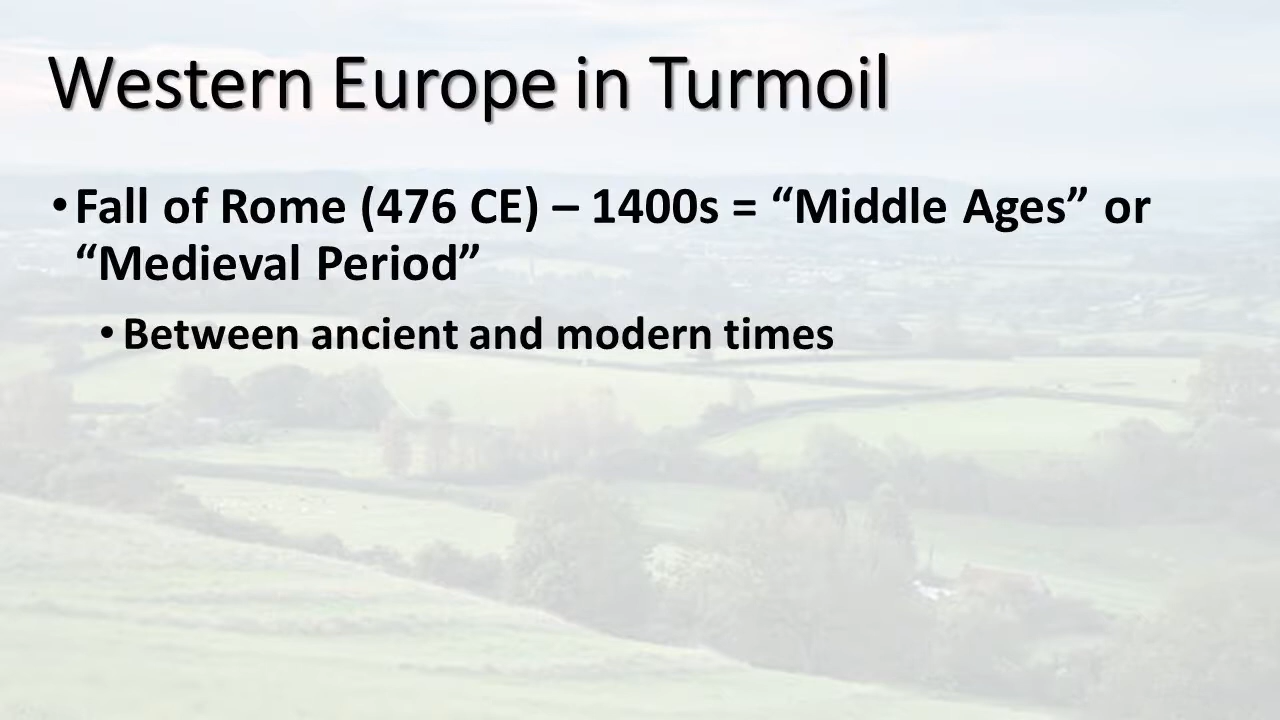 Western Europe in Turmoil
•Fall of Rome (476 CE) – 1400s = “Middle Ages” or
“Medieval Period”
•Between ancient and modern times